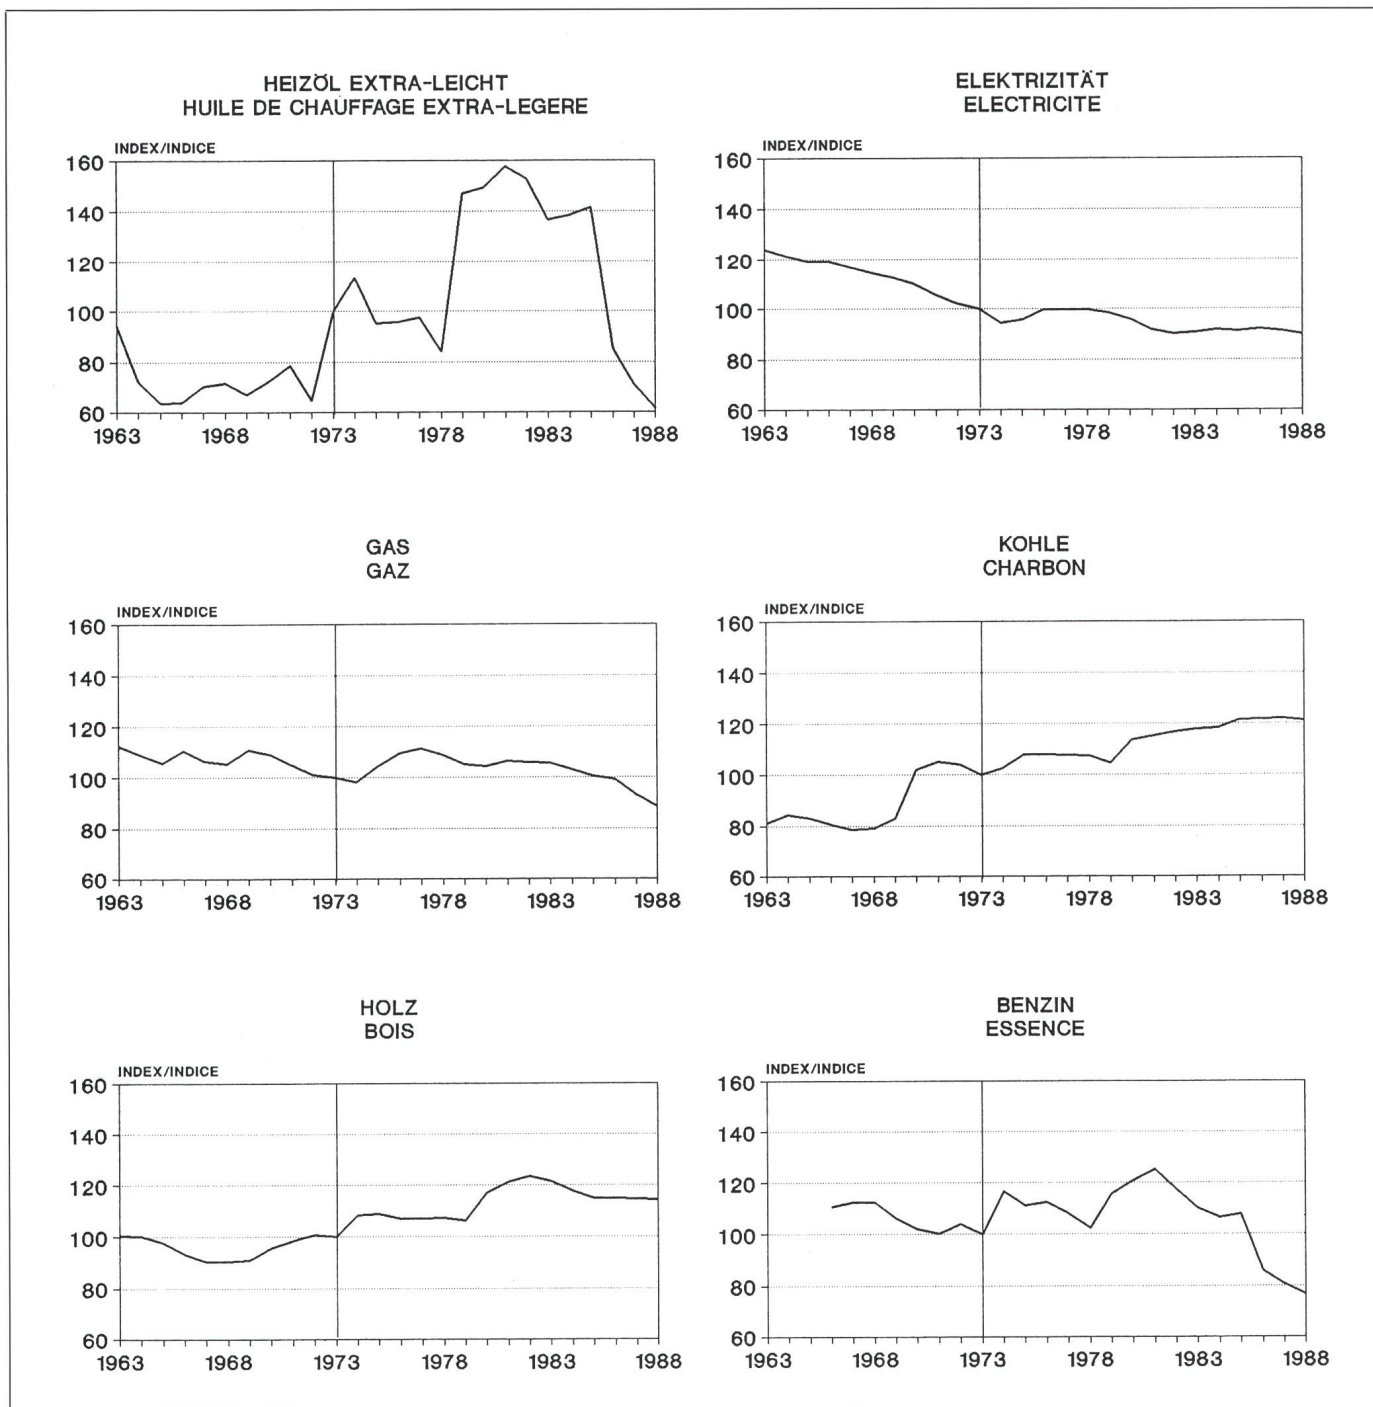 HEIZÖL EXTRA-LEICHT
HUILE DE CHAUFFAGE EXTRA-LEGERE
INDEX/INDICE
160
140
120
100
80
60
1963 1968 1973 1978 1983 1988
ELEKTRIZITÄT
ELECTRICITE
INDEX/INDICE
160
140
120
100
80
60
1963 1968 1973 1978 1983 1988
GAS
GAZ
INDEX/INDICE
160
140
120
100
80
60
1963 1968 1973 1978 1983 1988
KOHLE
CHARBON
INDEX/INDICE
160
140
120
100
80
60
1963 1968 1973 1978 1983 1988
HOLZ
BOIS
INDEX/INDICE
160
140
120
100
80
60
1963 1968 1973 1978 1983 1988
BENZIN
ESSENCE
INDEX/INDICE
160
140
120
100
80
60
1963 1968 1973 1978 1983 1988